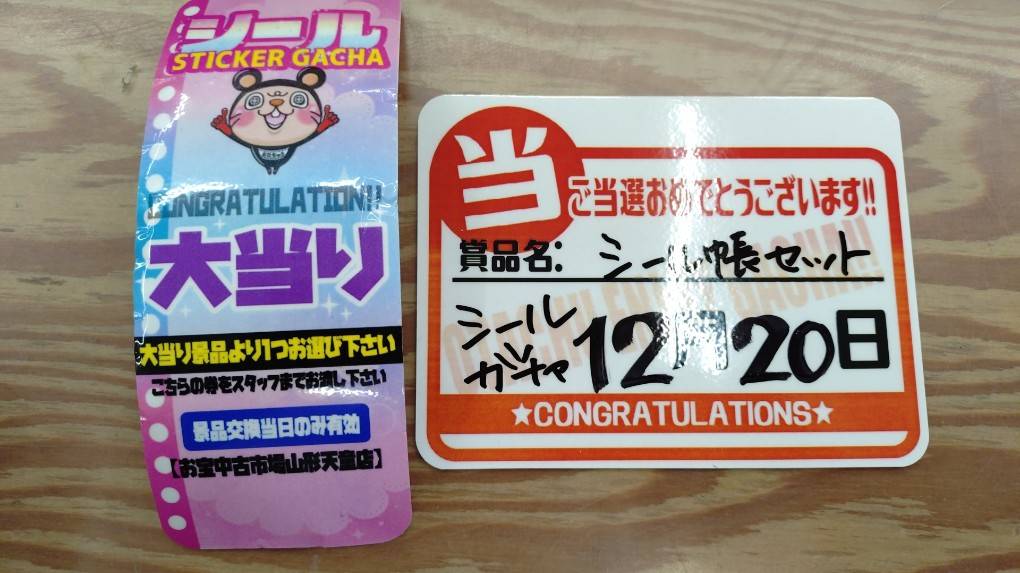 シール
STICKER GACHA
CONGRATULATION!!
大当り
大当り景品より1つお選び下さい
こちらの券をスタッフまでお渡し下さい
景品交換当日のみ有効
【お宝中古市場山形天童店】
当
ご当選おめでとうございます!!
賞品名: シール帳セット
シール
ガチャ
12月20日
★CONGRATULATIONS★